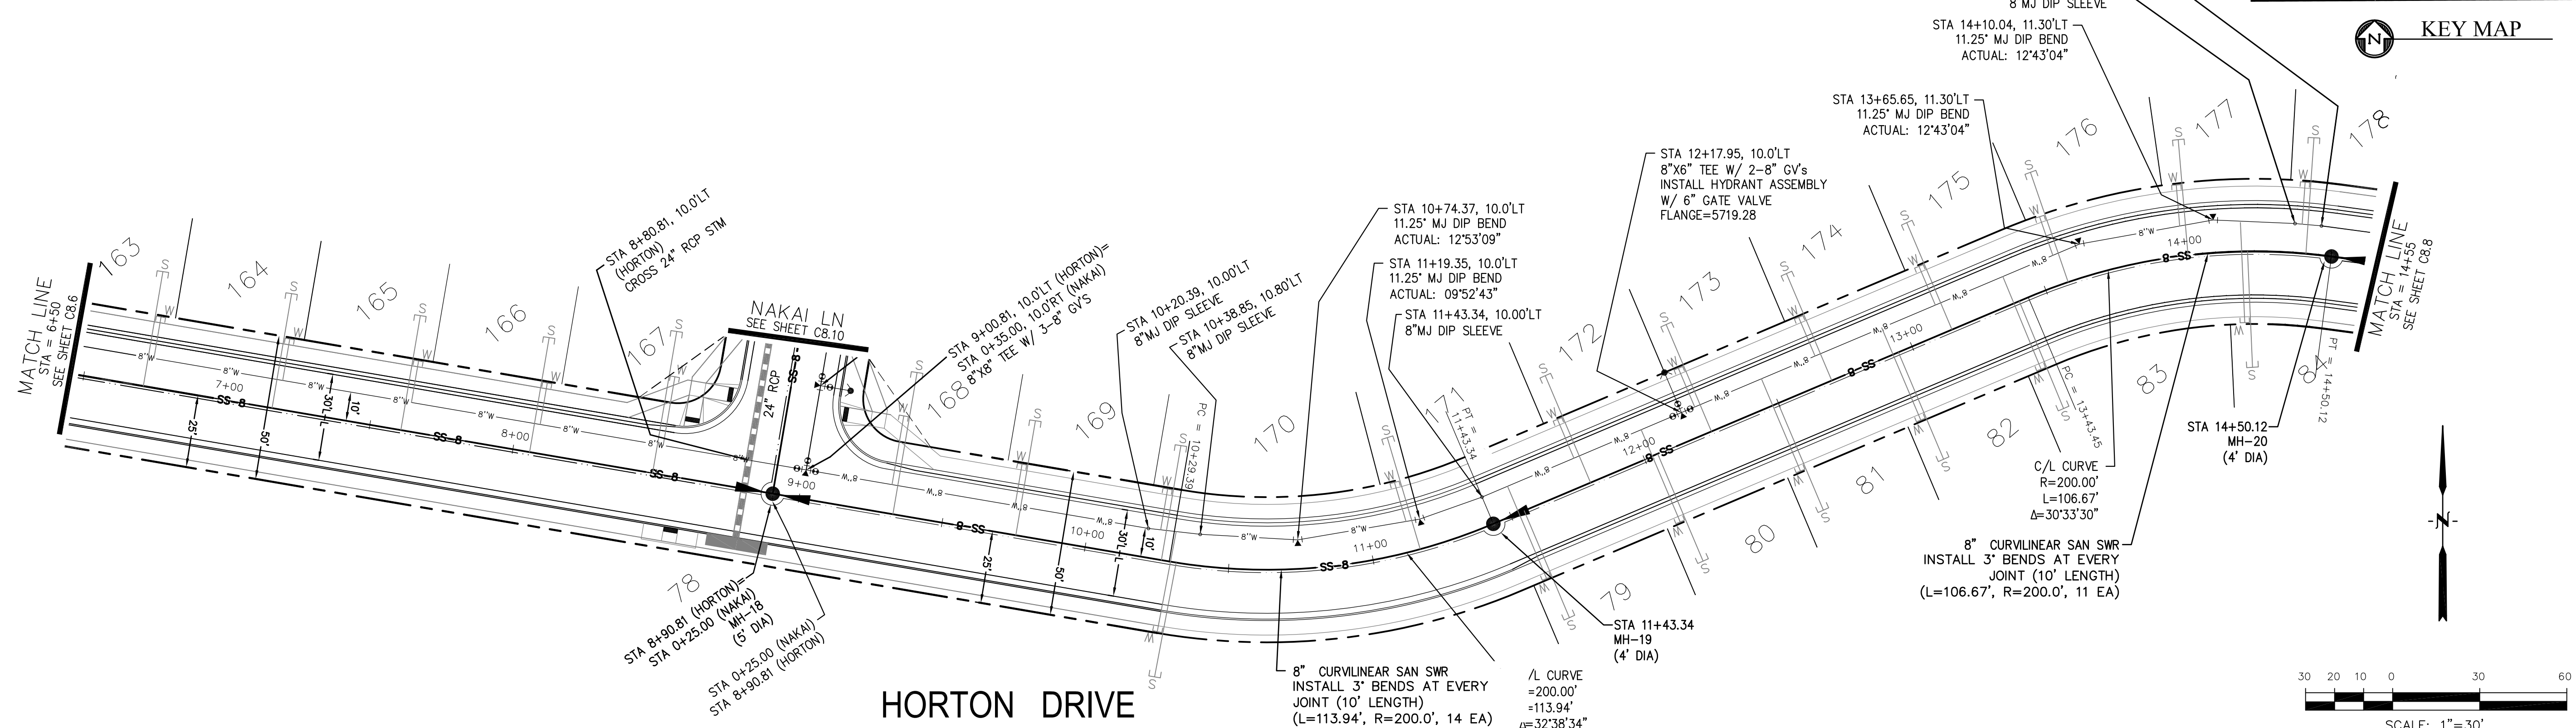 8"MJ DIP SLEEVE
KEY MAP
N
STA 14+10.04, 11.30'LT
11.25° MJ DIP BEND
ACTUAL: 12°43'04"
STA 13+65.65, 11.30'LT
11.25° MJ DIP BEND
ACTUAL: 12°43'04"
STA 12+17.95, 10.0'LT
8"X6" TEE W/ 2-8" GV's
INSTALL HYDRANT ASSEMBLY
W/ 6" GATE VALVE
FLANGE=5719.28
STA 10+74.37, 10.0'LT
11.25° MJ DIP BEND
ACTUAL: 12°53'09"
STA 11+19.35, 10.0'LT
11.25° MJ DIP BEND
ACTUAL: 09°52'43"
STA 11+43.34, 10.00'LT
8"MJ DIP SLEEVE
STA 8+80.81, 10.0'LT
(HORTON)
CROSS 24" RCP STM
STA 9+00.81, 10.0'LT (HORTON)=
STA 0+35.00, 10.0'RT (NAKAI)
8"X8" TEE W/ 3-8" GV'S
STA 10+20.39, 10.00'LT
8"MJ DIP SLEEVE
STA 10+38.85, 10.80'LT
8"MJ DIP SLEEVE
MATCH LINE
STA = 6+50
SEE SHEET C8.6
163
164
165
166
167
168
169
170
171
172
173
174
175
176
177
178
NAKAI LN
SEE SHEET C8.10
24" RCP
SS-8
8"W
7+00
8+00
9+00
10+00
11+00
12+00
13+00
14+00
25'
50'
30'L-L
10'
25'
50'
30'L-L
10'
PC = 10+29.39
PT =
11+43.34
PC = 13+43.45
PT = 14+50.12
MATCH LINE
STA = 14+55
SEE SHEET C8.8
78
79
80
81
82
83
84
STA 8+90.81 (HORTON)=
STA 0+25.00 (NAKAI)
MH-18
(5' DIA)
STA 0+25.00 (NAKAI)
STA 8+90.81 (HORTON)
HORTON DRIVE
8" CURVILINEAR SAN SWR
INSTALL 3° BENDS AT EVERY
JOINT (10' LENGTH)
(L=113.94', R=200.0', 14 EA)
/L CURVE
=200.00'
=113.94'
Δ=32°38'34"
STA 11+43.34
MH-19
(4' DIA)
STA 14+50.12
MH-20
(4' DIA)
C/L CURVE
R=200.00'
L=106.67'
Δ=30°33'30"
8" CURVILINEAR SAN SWR
INSTALL 3° BENDS AT EVERY
JOINT (10' LENGTH)
(L=106.67', R=200.0', 11 EA)
N
30 20 10 0 30 60
SCALE: 1"=30'